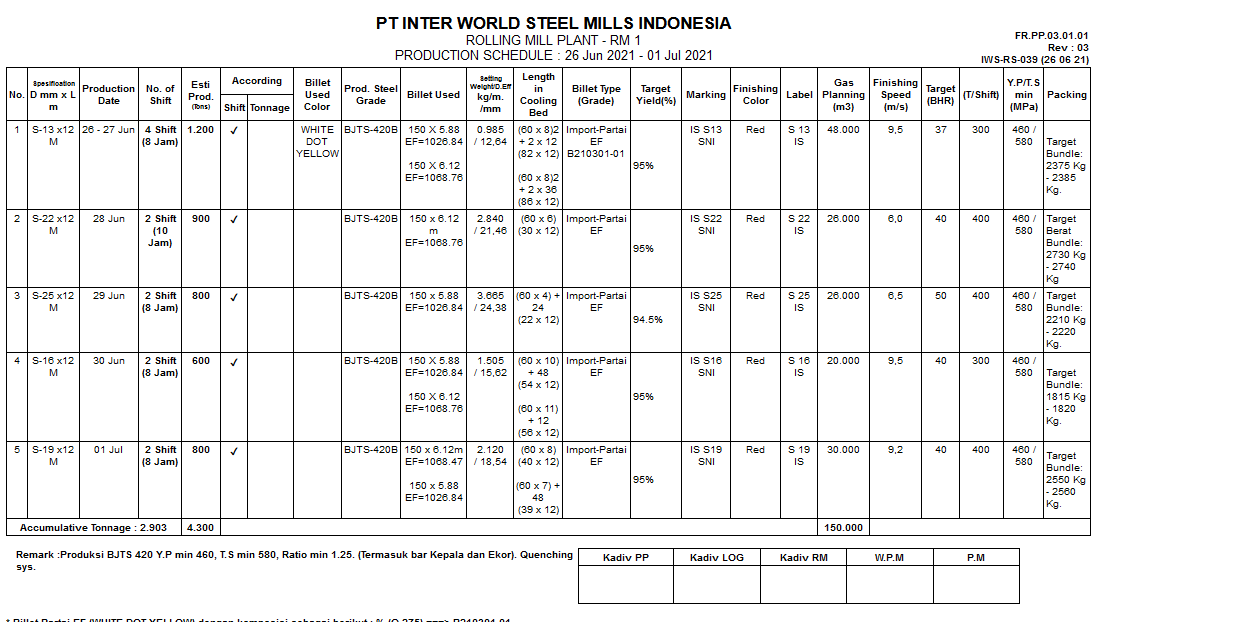 PT INTER WORLD STEEL MILLS INDONESIA
ROLLING MILL PLANT - RM 1
PRODUCTION SCHEDULE : 26 Jun 2021 - 01 Jul 2021
FR.PP.03.01.01
Rev : 03
IWS-RS-039 (26 06 21)
No.
Spesification
D mm x L
m
Production
Date
No. of
Shift
Esti
Prod.
(Tons)
According
Shift
Tonnage
Billet
Used
Color
Prod. Steel
Grade
Billet Used
Setting
Weight/D.Eff
kg/m.
/mm
Length
in
Cooling
Bed
Billet Type
(Grade)
Target
Yield(%)
Marking
Finishing
Color
Label
Gas
Planning
(m3)
Finishing
Speed
(m/s)
Target
(BHR)
(T/Shift)
Y.P/T.S
min
(MPa)
Packing
1
S-13 x12
M
26 - 27 Jun
4 Shift
(8 Jam)
1.200
✓
WHITE
DOT
YELLOW
BJTS-420B
150 X 5.88
EF=1026.84
150 X 6.12
EF=1068.76
0.985
/ 12,64
(60 x 8)2
+ 2 x 12
(82 x 12)
(60 x 8)2
+ 2 x 36
(86 x 12)
Import-Partai
EF
B210301-01
95%
IS S13
SNI
Red
S 13
IS
48.000
9,5
37
300
460 /
580
Target
Bundle:
2375 Kg
- 2385
Kg.
2
S-22 x12
M
28 Jun
2 Shift
(10
Jam)
900
✓
BJTS-420B
150 x 6.12
m
EF=1068.76
2.840
/ 21,46
(60 x 6)
(30 x 12)
Import-Partai
EF
95%
IS S22
SNI
Red
S 22
IS
26.000
6,0
40
400
460 /
580
Target
Berat
Bundle:
2730 Kg
- 2740
Kg
3
S-25 x12
M
29 Jun
2 Shift
(8 Jam)
800
✓
BJTS-420B
150 x 5.88
EF=1026.84
3.665
/ 24,38
(60 x 4) +
24
(22 x 12)
Import-Partai
EF
94.5%
IS S25
SNI
Red
S 25
IS
26.000
6,5
50
400
460 /
580
Target
Bundle:
2210 Kg
- 2220
Kg.
4
S-16 x12
M
30 Jun
2 Shift
(8 Jam)
600
✓
BJTS-420B
150 X 5.88
EF=1026.84
150 X 6.12
EF=1068.76
1.505
/ 15,62
(60 x 10)
+ 48
(54 x 12)
(60 x 11)
+ 12
(56 x 12)
Import-Partai
EF
95%
IS S16
SNI
Red
S 16
IS
20.000
9,5
40
300
460 /
580
Target
Bundle:
1815 Kg
- 1820
Kg.
5
S-19 x12
M
01 Jul
2 Shift
(8 Jam)
800
✓
BJTS-420B
150 x 6.12m
EF=1068.47
150 x 5.88
EF=1026.84
2.120
/ 18,54
(60 x 8)
(40 x 12)
(60 x 7) +
48
(39 x 12)
Import-Partai
EF
95%
IS S19
SNI
Red
S 19
IS
30.000
9,2
40
400
460 /
580
Target
Bundle:
2550 Kg
- 2560
Kg.
Accumulative Tonnage : 2.903
4.300
150.000
Remark :Produksi BJTS 420 Y.P min 460, T.S min 580, Ratio min 1.25. (Termasuk bar Kepala dan Ekor). Quenching
sys.
Kadiv PP
Kadiv LOG
Kadiv RM
W.P.M
P.M
* Billet Partai EF (WHITE DOT YELLOW) dengan komposisi sebagai berikut : %